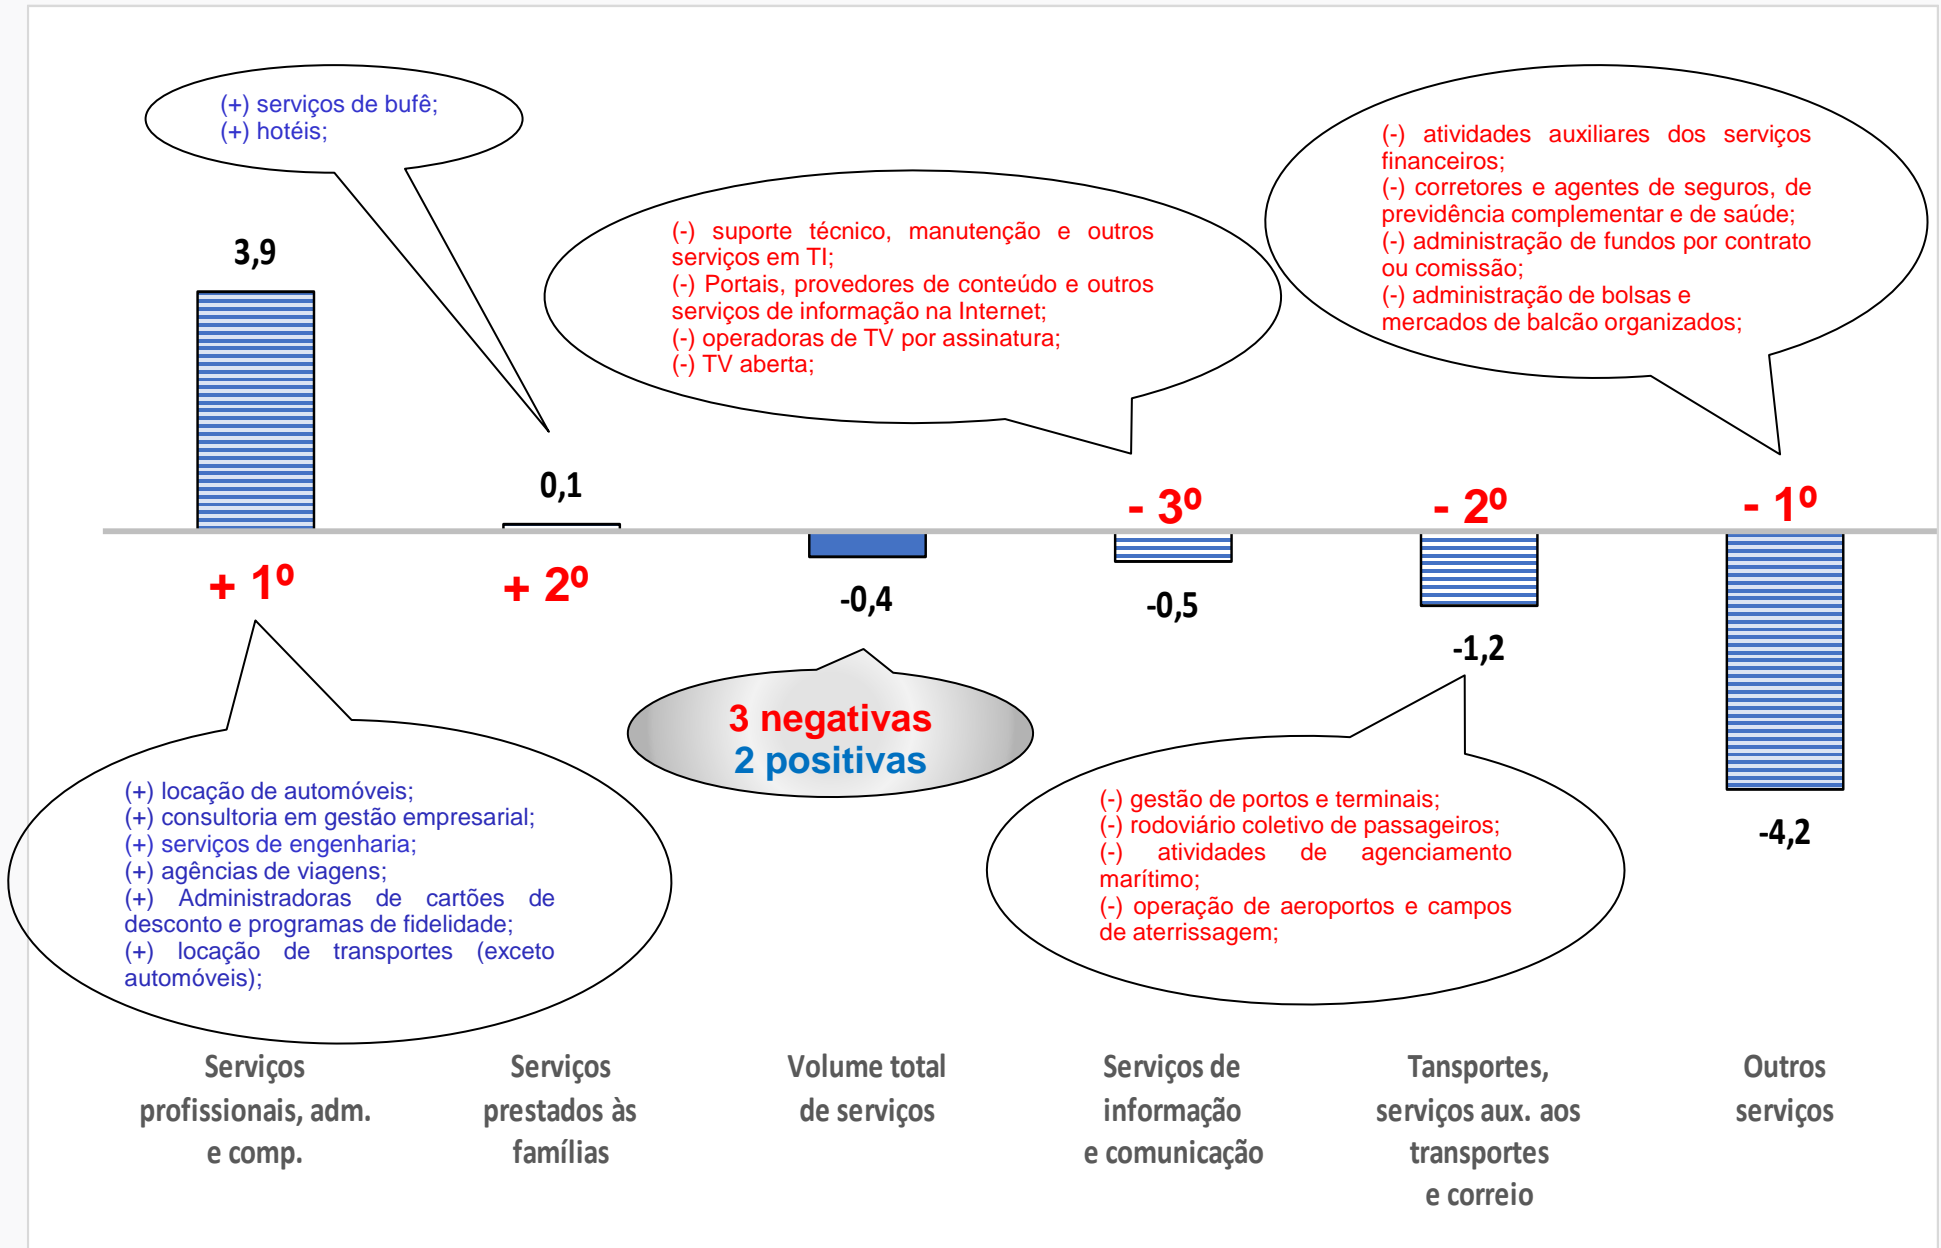 (+) serviços de bufê;
(+) hotéis;
(-) atividades auxiliares dos serviços
financeiros;
(-) corretores e agentes de seguros, de
previdência complementar e de saúde;
(-) administração de fundos por contrato
ou comissão;
(-) administração de bolsas e
mercados de balcão organizados;
(-) suporte técnico, manutenção e outros
serviços em TI;
(-) Portais, provedores de conteúdo e outros
serviços de informação na Internet;
(-) operadoras de TV por assinatura;
(-) TV aberta;
3,9
0,1
- 3º
- 2º
- 1º
+ 1º
+ 2º
-0,4
-0,5
-1,2
-4,2
3 negativas
2 positivas
(+) locação de automóveis;
(+) consultoria em gestão empresarial;
(+) serviços de engenharia;
(+) agências de viagens;
(+) Administradoras de cartões de
desconto e programas de fidelidade;
(+) locação de transportes (exceto
automóveis);
(-) gestão de portos e terminais;
(-) rodoviário coletivo de passageiros;
(-) atividades de agenciamento
marítimo;
(-) operação de aeroportos e campos
de aterrissagem;
Serviços
profissionais, adm.
e comp.
Serviços
prestados às
famílias
Volume total
de serviços
Serviços de
informação
e comunicação
Tansportes,
serviços aux. aos
transportes
e correio
Outros
serviços